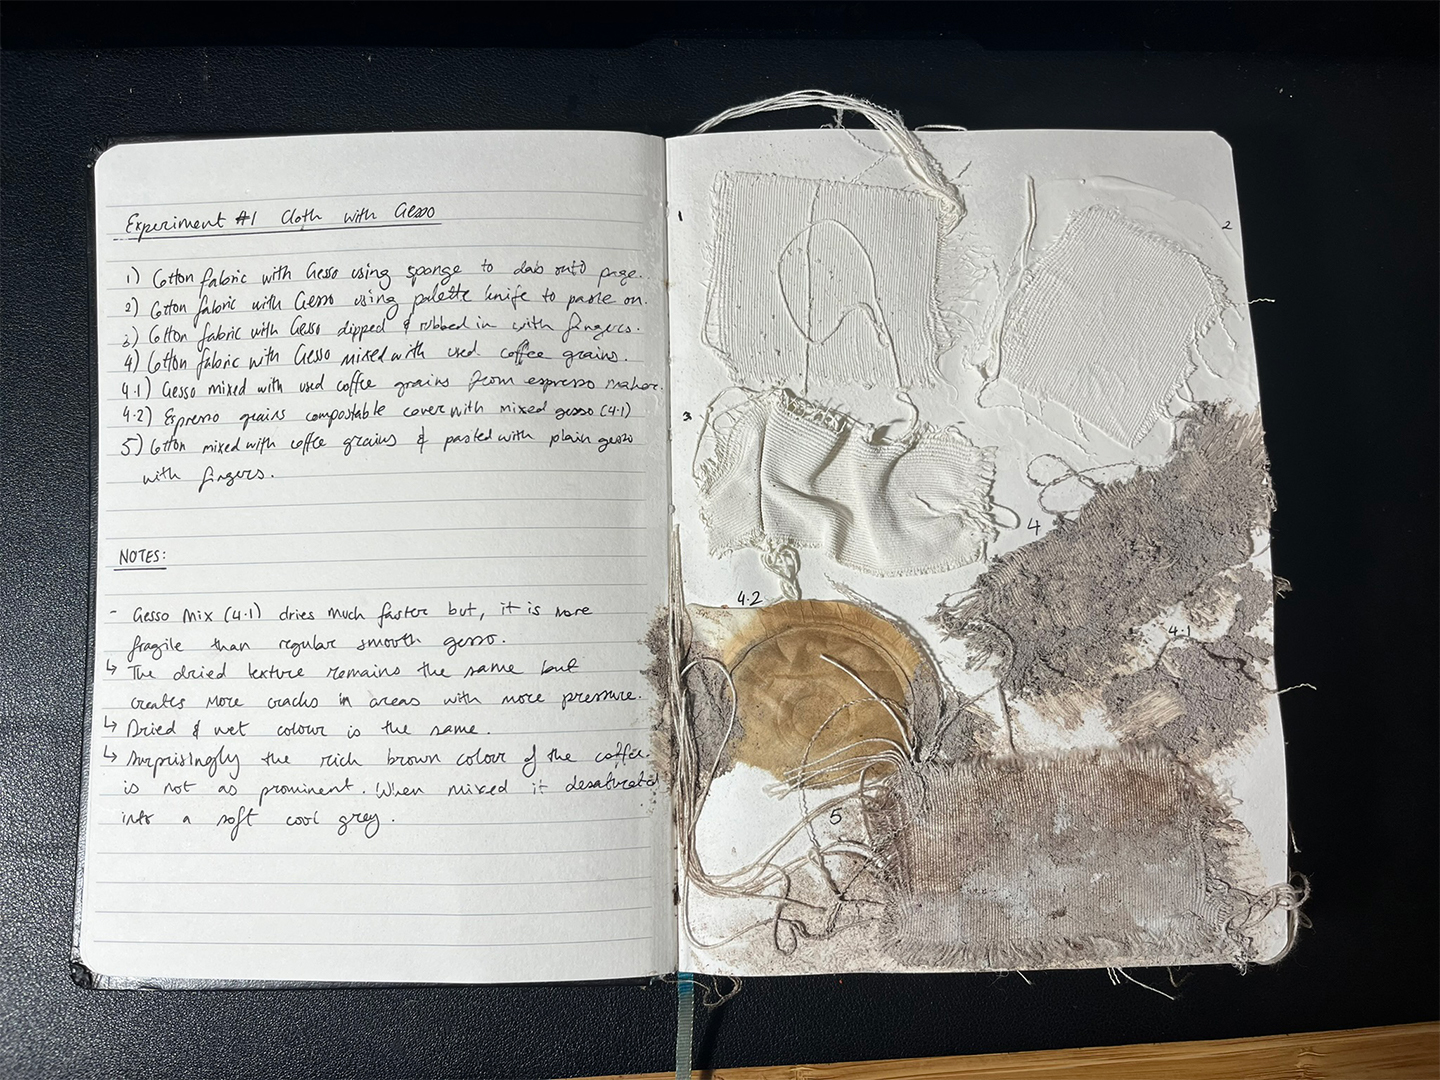 Experiment #1 Cloth with Gesso
1) Cotton fabric with Gesso using sponge to dab onto page.
2) Cotton fabric with Gesso using palette knife to paste on.
3) Cotton fabric with Gesso dipped & rubbed in with fingers.
4) Cotton fabric with Gesso mixed with used coffee grains.
4.1) Gesso mixed with used coffee grains from espresso maker.
4.2) Espresso grains compostable cover with mixed gesso (4.1)
5) Cotton mixed with coffee grains & pasted with plain gesso
with fingers.
NOTES:
- Gesso Mix (4.1) dries much faster but, it is more
fragile than regular smooth gesso.
↳ The dried texture remains the same but
creates more cracks in areas with more pressure.
↳ Dried & wet colour is the same.
↳ Surprisingly the rich brown colour of the coffee
is not as prominent. When mixed it desaturated
into a soft cool grey.
1
2
3
4
4.2
4.1
5